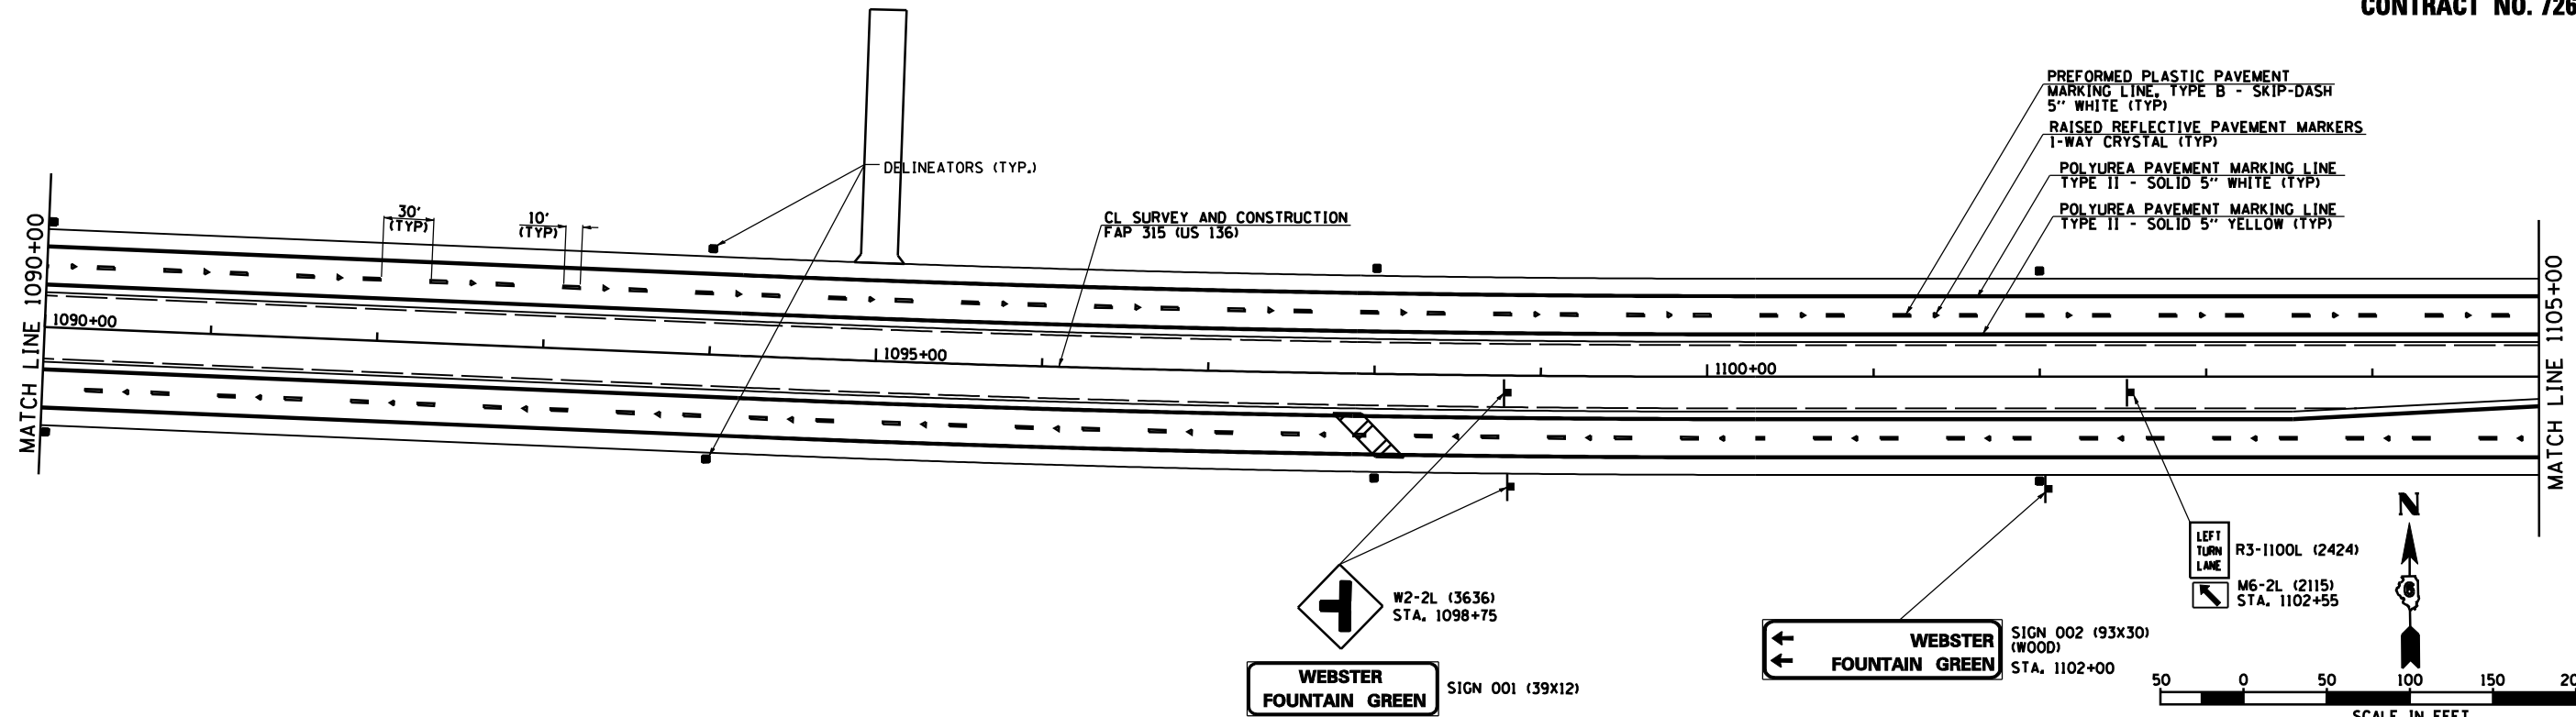 CONTRACT NO. 726
PREFORMED PLASTIC PAVEMENT
MARKING LINE, TYPE B - SKIP-DASH
5" WHITE (TYP)
RAISED REFLECTIVE PAVEMENT MARKERS
1-WAY CRYSTAL (TYP)
POLYUREA PAVEMENT MARKING LINE
TYPE II - SOLID 5" WHITE (TYP)
POLYUREA PAVEMENT MARKING LINE
TYPE II - SOLID 5" YELLOW (TYP)
DELINEATORS (TYP.)
30'
(TYP)
10'
(TYP)
CL SURVEY AND CONSTRUCTION
FAP 315 (US 136)
MATCH LINE 1090+00
1090+00
1095+00
1100+00
MATCH LINE 1105+00
W2-2L (3636)
STA. 1098+75
WEBSTER
FOUNTAIN GREEN
SIGN 001 (39X12)
WEBSTER
FOUNTAIN GREEN
SIGN 002 (93X30)
(WOOD)
STA. 1102+00
LEFT
TURN
LANE
R3-1100L (2424)
M6-2L (2115)
STA. 1102+55
N
6
50 0 50 100 150 20
SCALE IN FEET